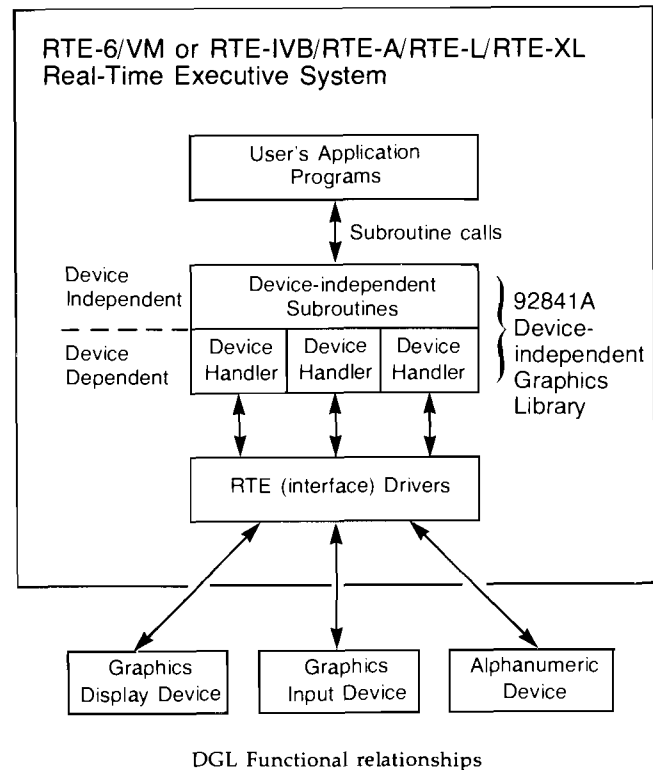 RTE-6/VM or RTE-IVB/RTE-A/RTE-L/RTE-XL
Real-Time Executive System
User's Application
Programs
Subroutine calls
Device
Independent
Device-independent
Subroutines
Device
Dependent
Device
Handler
Device
Handler
Device
Handler
92841A
Device-
independent
Graphics
Library
RTE (interface) Drivers
Graphics
Display Device
Graphics
Input Device
Alphanumeric
Device
DGL Functional relationships